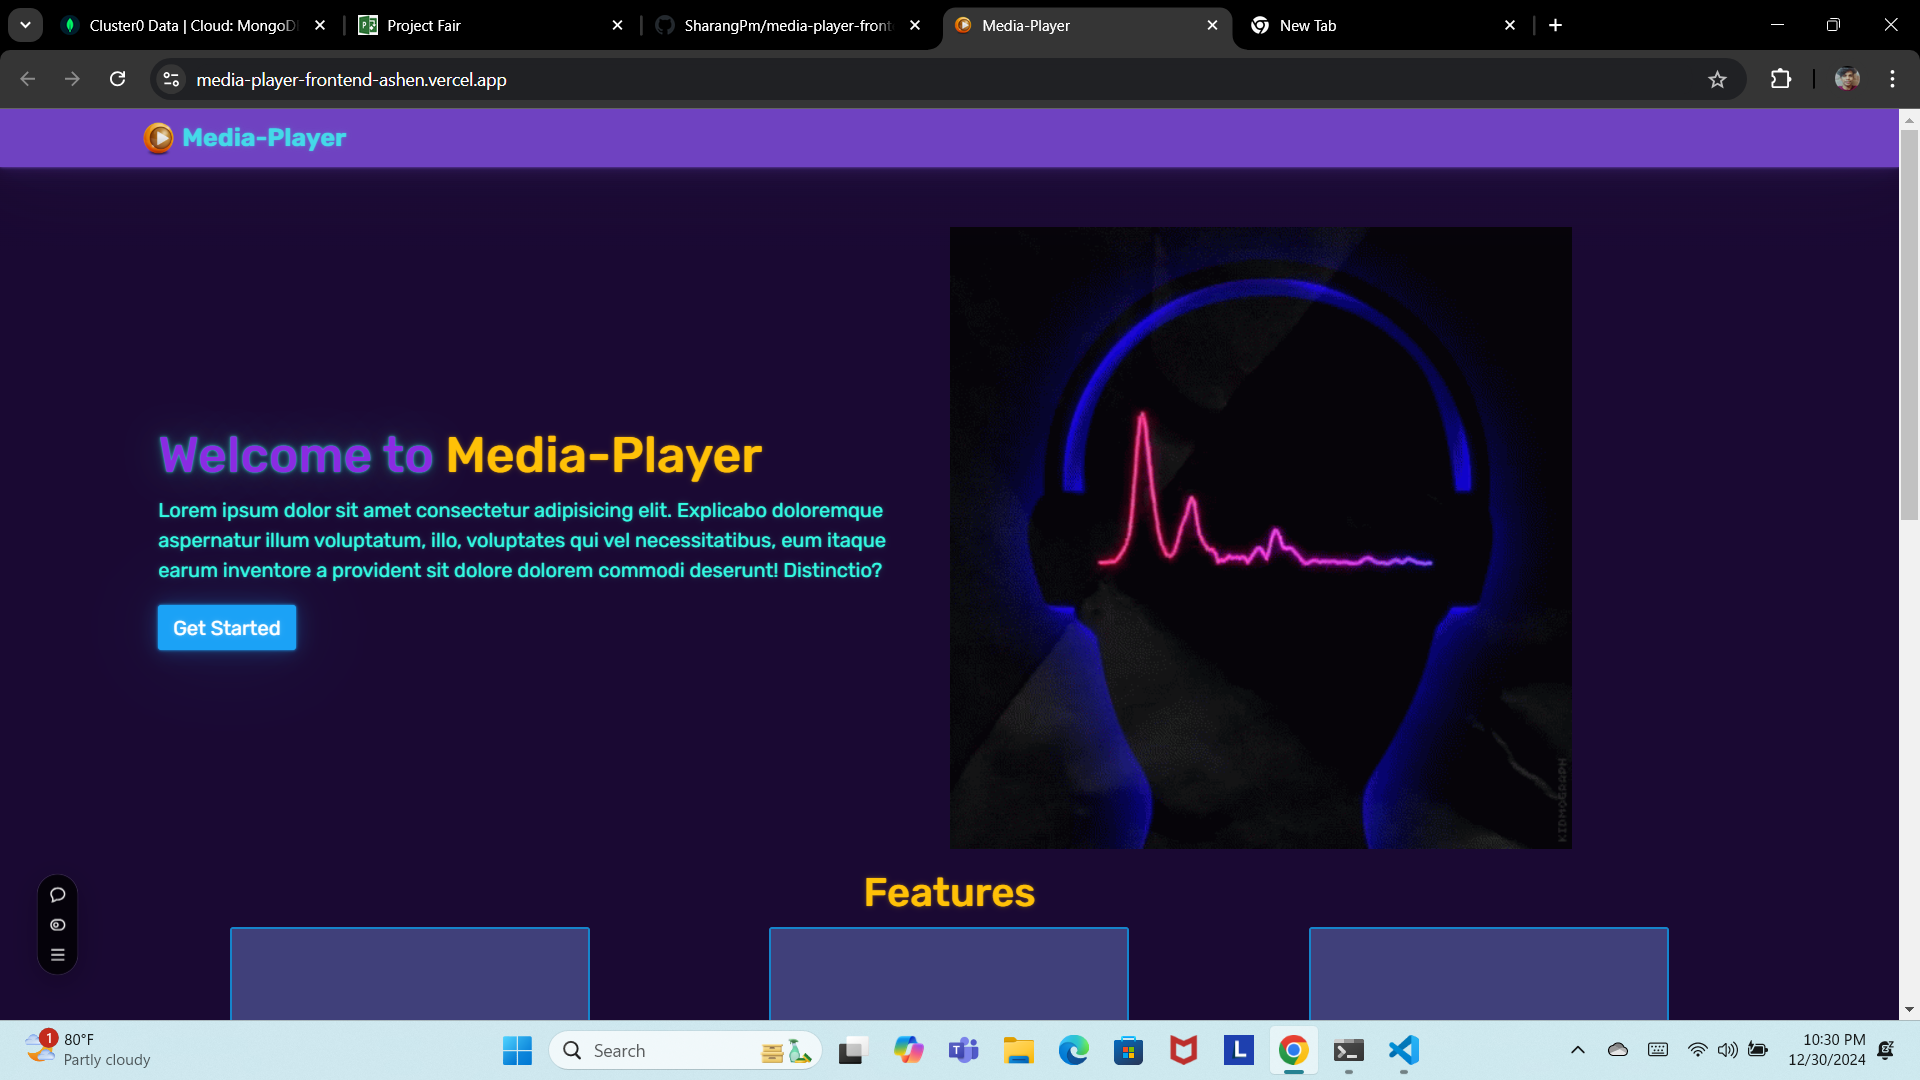 Cluster0 Data | Cloud: MongoD
Project Fair
SharangPm/media-player-front
Media-Player
New Tab
media-player-frontend-ashen.vercel.app
Media-Player
Welcome to Media-Player
Lorem ipsum dolor sit amet consectetur adipisicing elit. Explicabo doloremque
aspernatur illum voluptatum, illo, voluptates qui vel necessitatibus, eum itaque
earum inventore a provident sit dolore dolorem commodi deserunt! Distinctio?
Get Started
KIDMOGRAPH
Features
1
80°F
Partly cloudy
Search
L
10:30 PM
12/30/2024